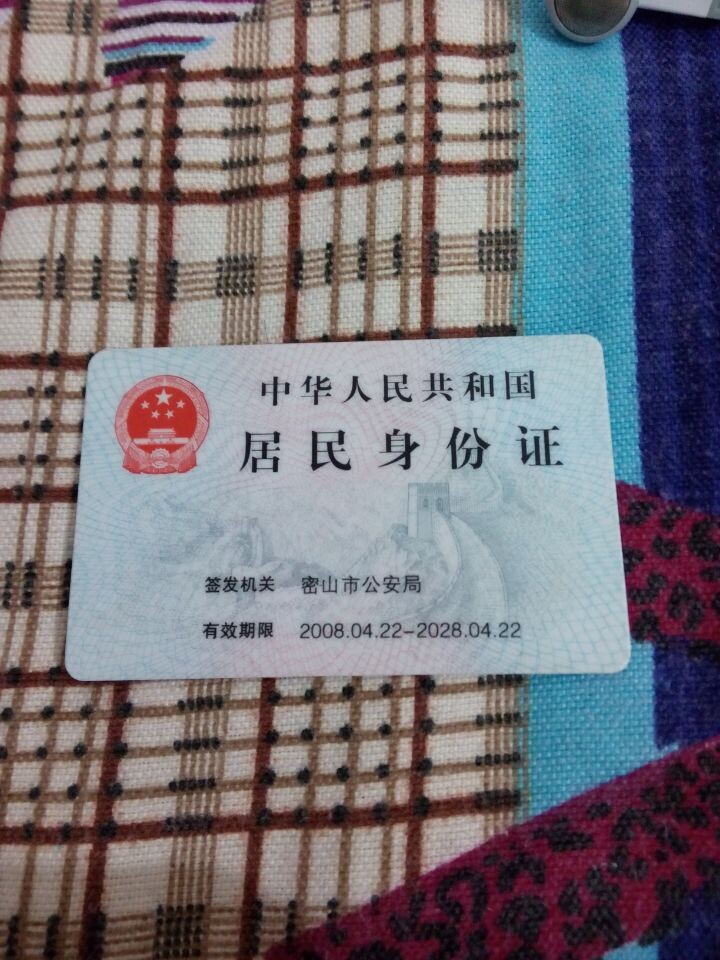 中华人民共和国
居民身份证
签发机关 密山市公安局
有效期限 2008.04.22-2028.04.22